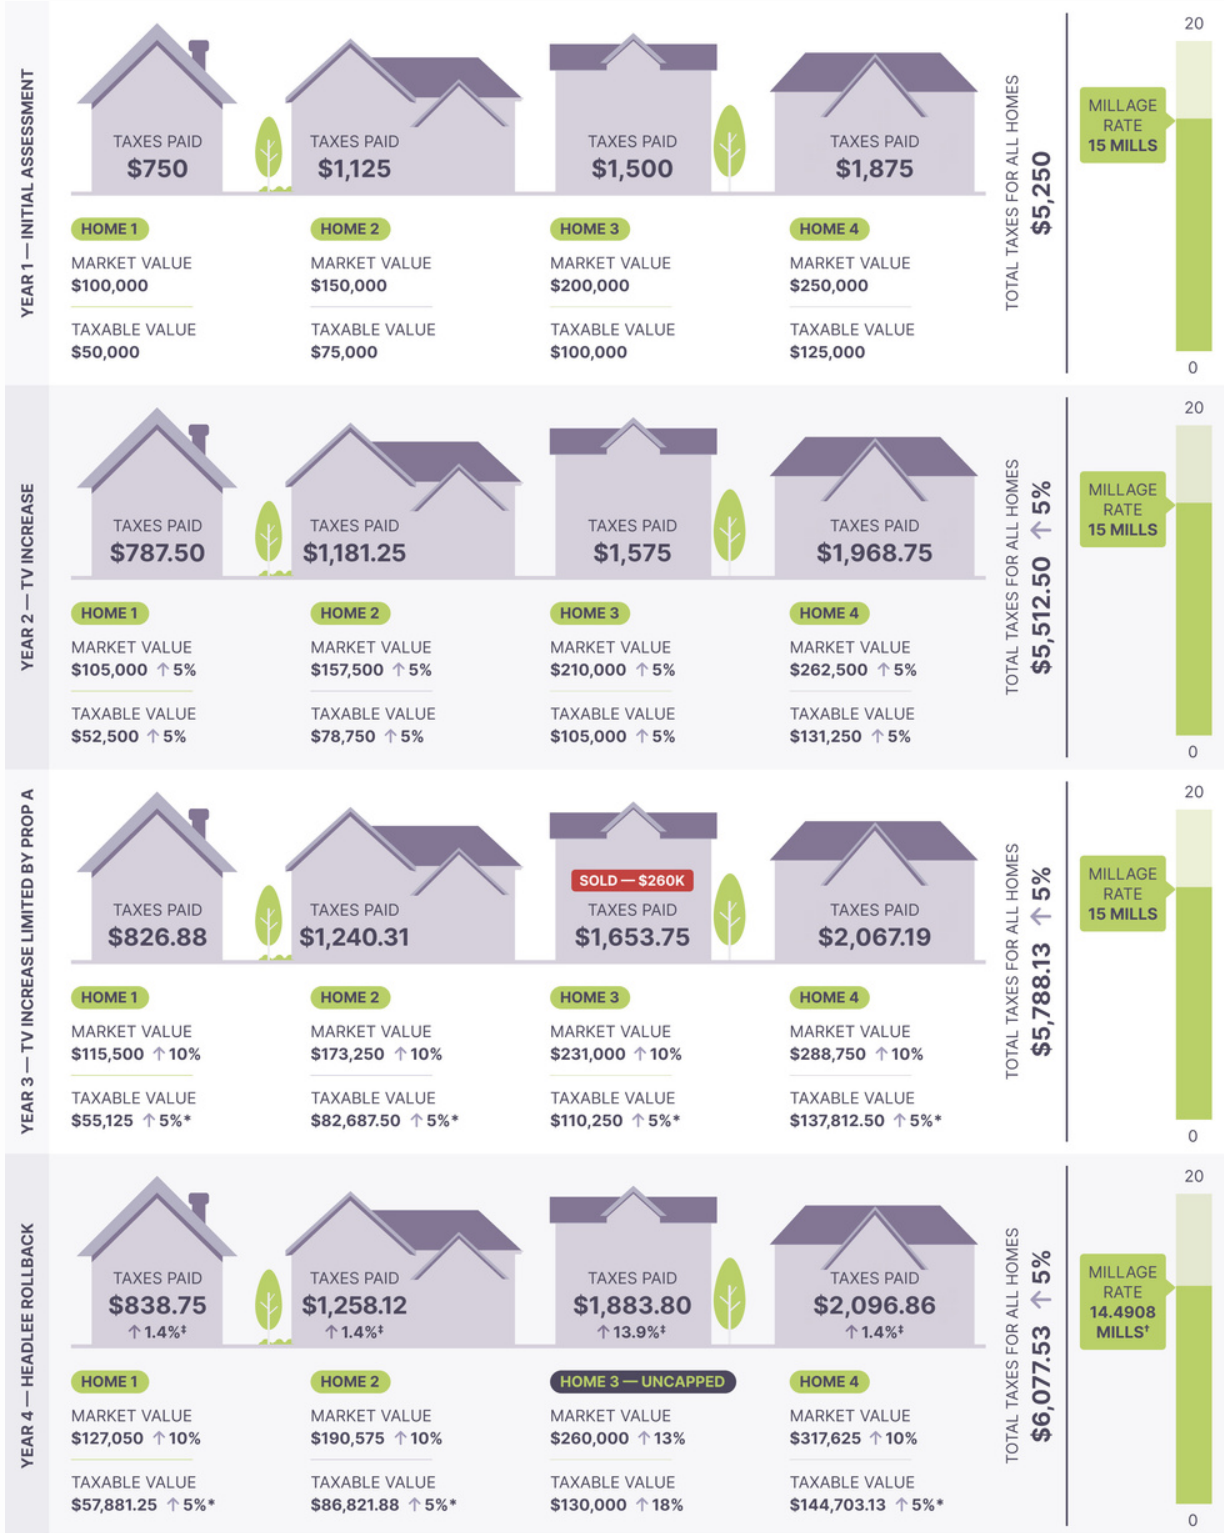 YEAR 1 — INITIAL ASSESSMENT
TAXES PAID
$750
TAXES PAID
$1,125
TAXES PAID
$1,500
TAXES PAID
$1,875
HOME 1
MARKET VALUE
$100,000
TAXABLE VALUE
$50,000
HOME 2
MARKET VALUE
$150,000
TAXABLE VALUE
$75,000
HOME 3
MARKET VALUE
$200,000
TAXABLE VALUE
$100,000
HOME 4
MARKET VALUE
$250,000
TAXABLE VALUE
$125,000
TOTAL TAXES FOR ALL HOMES
$5,250
MILLAGE
RATE
15 MILLS
20
0
YEAR 2 — TV INCREASE
TAXES PAID
$787.50
TAXES PAID
$1,181.25
TAXES PAID
$1,575
TAXES PAID
$1,968.75
HOME 1
MARKET VALUE
$105,000 ↑ 5%
TAXABLE VALUE
$52,500 ↑ 5%
HOME 2
MARKET VALUE
$157,500 ↑ 5%
TAXABLE VALUE
$78,750 ↑ 5%
HOME 3
MARKET VALUE
$210,000 ↑ 5%
TAXABLE VALUE
$105,000 ↑ 5%
HOME 4
MARKET VALUE
$262,500 ↑ 5%
TAXABLE VALUE
$131,250 ↑ 5%
TOTAL TAXES FOR ALL HOMES
$5,512.50 ↑ 5%
MILLAGE
RATE
15 MILLS
20
0
YEAR 3 — TV INCREASE LIMITED BY PROP A
TAXES PAID
$826.88
TAXES PAID
$1,240.31
SOLD — $260K
TAXES PAID
$1,653.75
TAXES PAID
$2,067.19
HOME 1
MARKET VALUE
$115,500 ↑ 10%
TAXABLE VALUE
$55,125 ↑ 5%*
HOME 2
MARKET VALUE
$173,250 ↑ 10%
TAXABLE VALUE
$82,687.50 ↑ 5%*
HOME 3
MARKET VALUE
$231,000 ↑ 10%
TAXABLE VALUE
$110,250 ↑ 5%*
HOME 4
MARKET VALUE
$288,750 ↑ 10%
TAXABLE VALUE
$137,812.50 ↑ 5%*
TOTAL TAXES FOR ALL HOMES
$5,788.13 ↑ 5%
MILLAGE
RATE
15 MILLS
20
0
YEAR 4 — HEADLEE ROLLBACK
TAXES PAID
$838.75
↑ 1.4%‡
TAXES PAID
$1,258.12
↑ 1.4%‡
TAXES PAID
$1,883.80
↑ 13.9%‡
TAXES PAID
$2,096.86
↑ 1.4%‡
HOME 1
MARKET VALUE
$127,050 ↑ 10%
TAXABLE VALUE
$57,881.25 ↑ 5%*
HOME 2
MARKET VALUE
$190,575 ↑ 10%
TAXABLE VALUE
$86,821.88 ↑ 5%*
HOME 3 — UNCAPPED
MARKET VALUE
$260,000 ↑ 13%
TAXABLE VALUE
$130,000 ↑ 18%
HOME 4
MARKET VALUE
$317,625 ↑ 10%
TAXABLE VALUE
$144,703.13 ↑ 5%*
TOTAL TAXES FOR ALL HOMES
$6,077.53 ↑ 5%
MILLAGE
RATE
14.4908
MILLS†
20
0